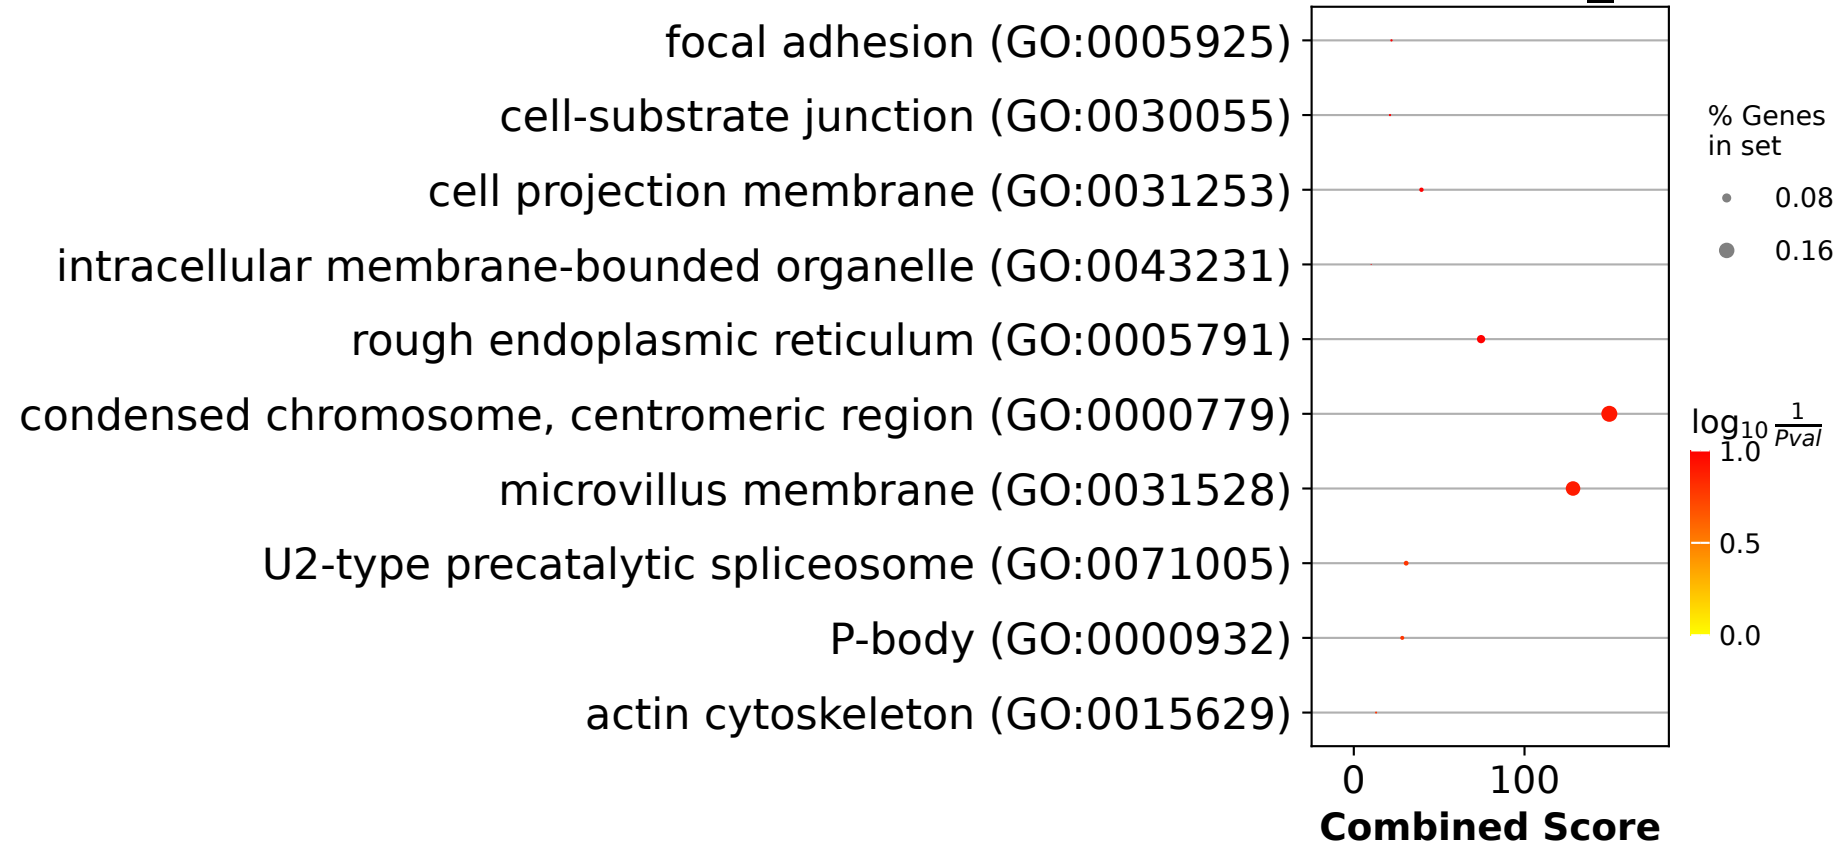 focal adhesion (GO:0005925)
cell-substrate junction (GO:0030055)
cell projection membrane (GO:0031253)
intracellular membrane-bounded organelle (GO:0043231)
rough endoplasmic reticulum (GO:0005791)
condensed chromosome, centromeric region (GO:0000779)
microvillus membrane (GO:0031528)
U2-type precatalytic spliceosome (GO:0071005)
P-body (GO:0000932)
actin cytoskeleton (GO:0015629)
0 100
Combined Score
% Genes
in set
0.08
0.16
log₁₀ 1/Pval
1.0
0.5
0.0